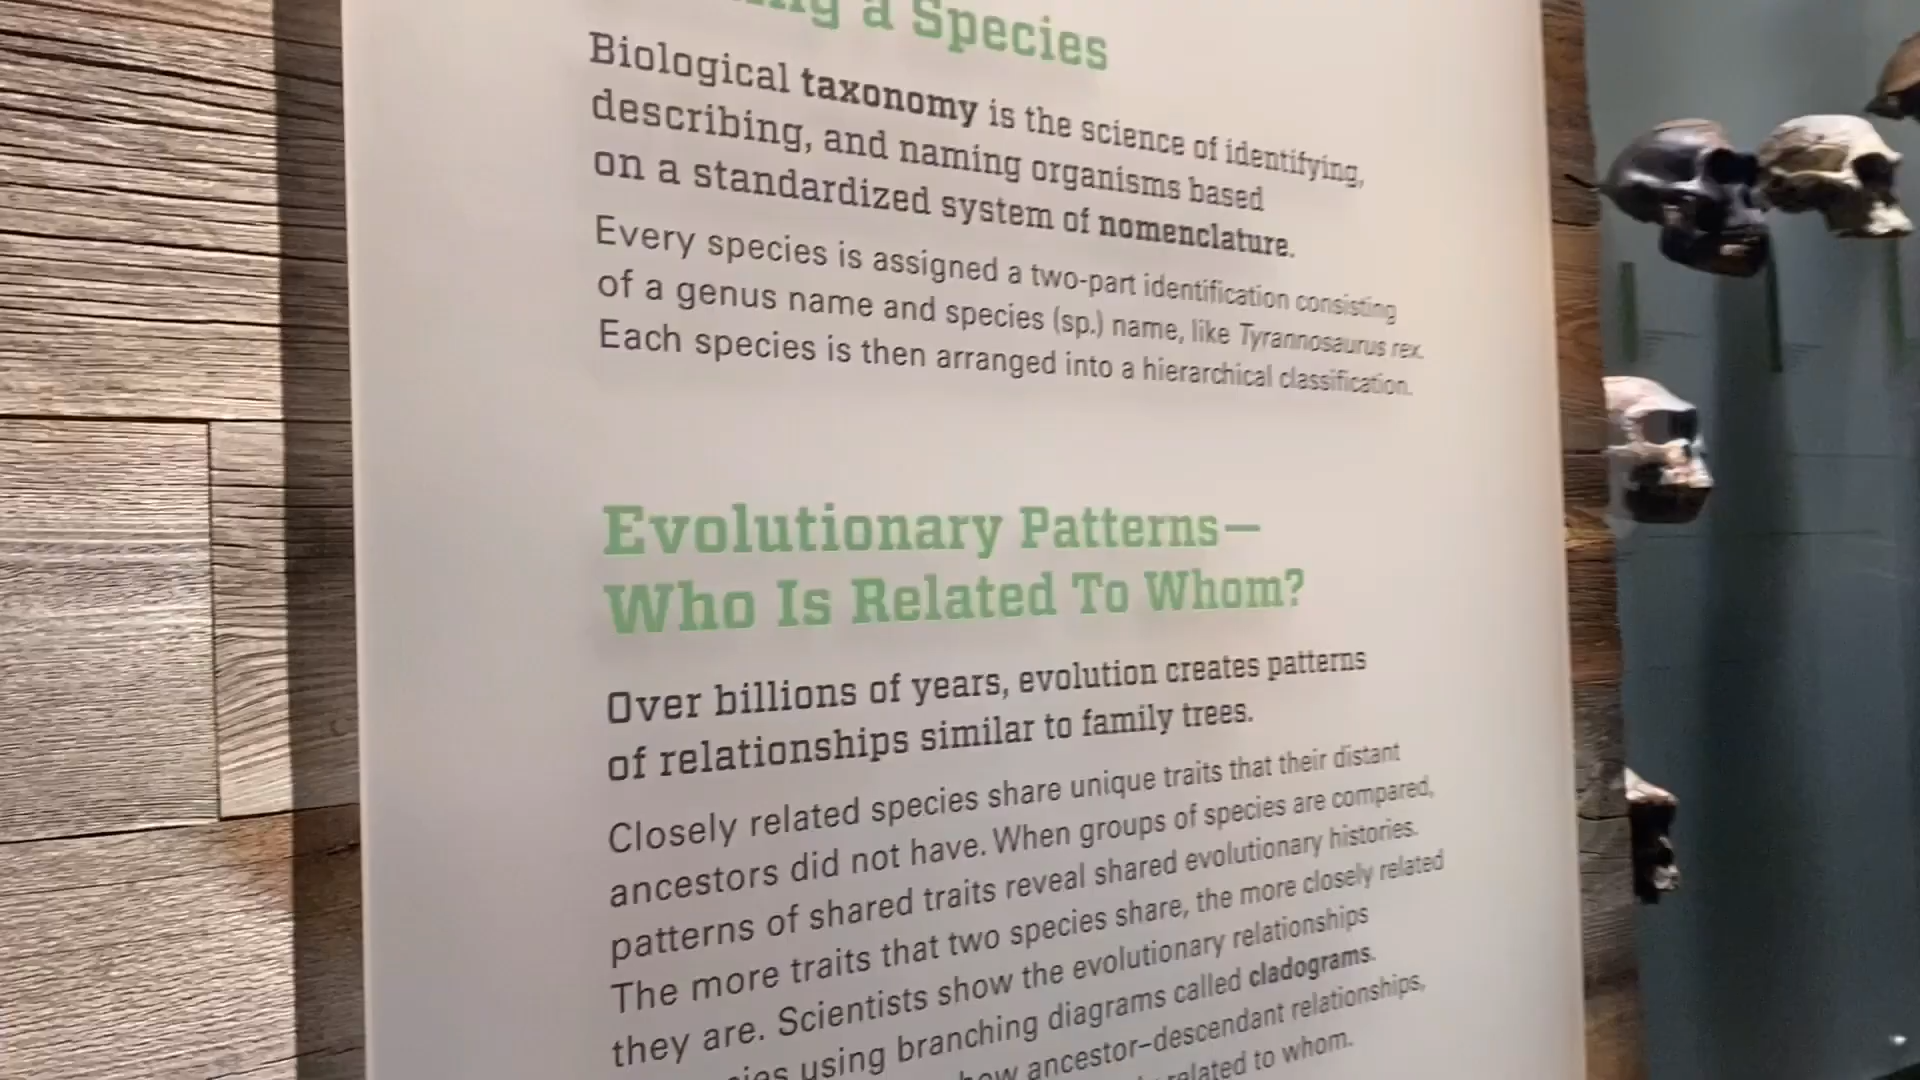 a Species
Biological taxonomy is the science of identifying,
describing, and naming organisms based
on a standardized system of nomenclature.
Every species is assigned a two-part identification consisting
of a genus name and species (sp.) name, like Tyrannosaurus rex.
Each species is then arranged into a hierarchical classification.
Evolutionary Patterns—
Who Is Related To Whom?
Over billions of years, evolution creates patterns
of relationships similar to family trees.
Closely related species share unique traits that their distant
ancestors did not have. When groups of species are compared,
patterns of shared traits reveal shared evolutionary histories.
The more traits that two species share, the more closely related
they are. Scientists show the evolutionary relationships
using branching diagrams called cladograms.
ancestor–descendant relationships,
related to whom.